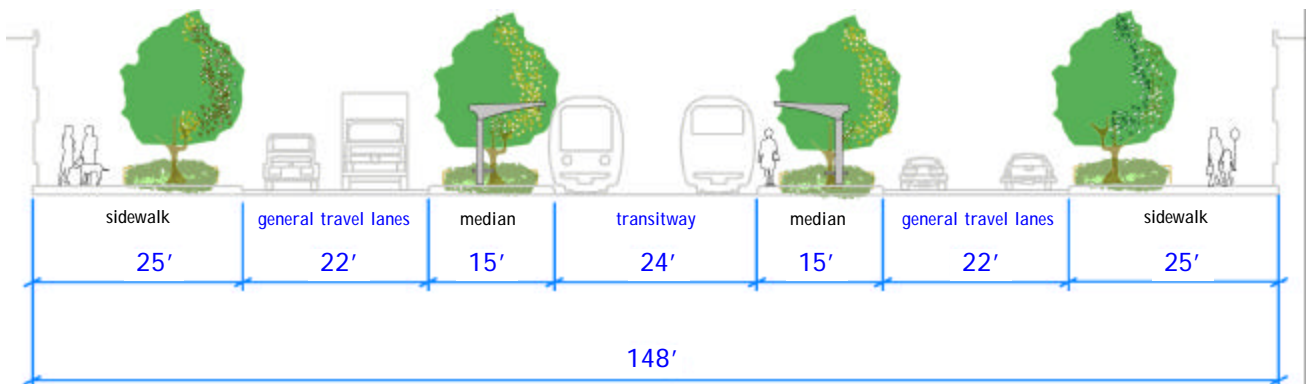 sidewalk general travel lanes median transitway median general travel lanes sidewalk
25′ 22′ 15′ 24′ 15′ 22′ 25′
148′